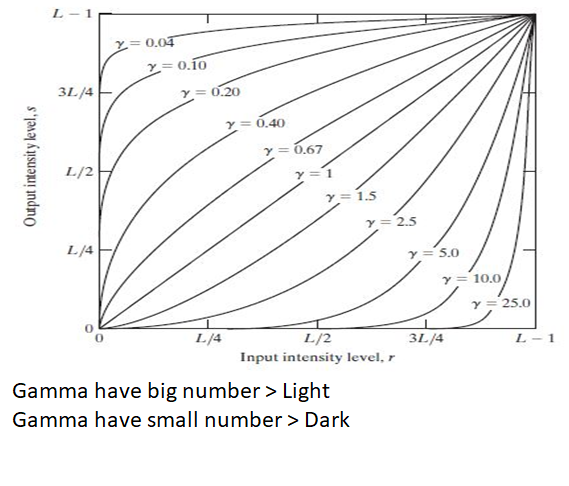 L − 1
γ = 0.04
γ = 0.10
3L/4
γ = 0.20
γ = 0.40
γ = 0.67
L/2
γ = 1
γ = 1.5
γ = 2.5
L/4
γ = 5.0
γ = 10.0
γ = 25.0
0
0 L/4 L/2 3L/4 L − 1
Output intensity level, s
Input intensity level, r
Gamma have big number > Light
Gamma have small number > Dark